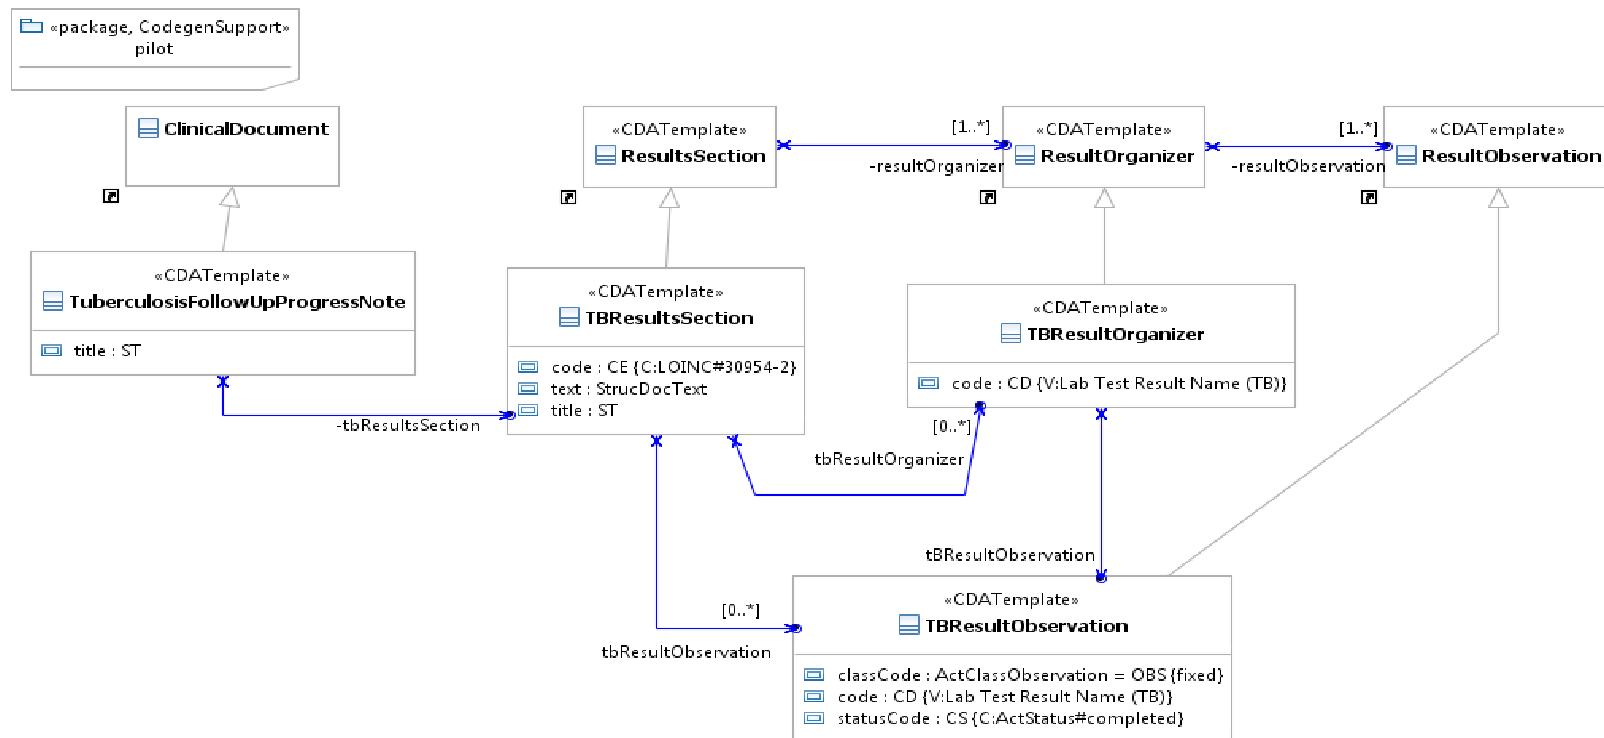 «package, CodegenSupport»
pilot
ClinicalDocument
«CDATemplate»
ResultsSection
[1..*]
-resultOrganizer
«CDATemplate»
ResultOrganizer
[1..*]
-resultObservation
«CDATemplate»
ResultObservation
«CDATemplate»
TuberculosisFollowUpProgressNote
title : ST
-tbResultsSection
«CDATemplate»
TBResultsSection
code : CE {C:LOINC#30954-2}
text : StrucDocText
title : ST
«CDATemplate»
TBResultOrganizer
code : CD {V:Lab Test Result Name (TB)}
[0..*]
tbResultOrganizer
tBResultObservation
[0..*]
tbResultObservation
«CDATemplate»
TBResultObservation
classCode : ActClassObservation = OBS {fixed}
code : CD {V:Lab Test Result Name (TB)}
statusCode : CS {C:ActStatus#completed}